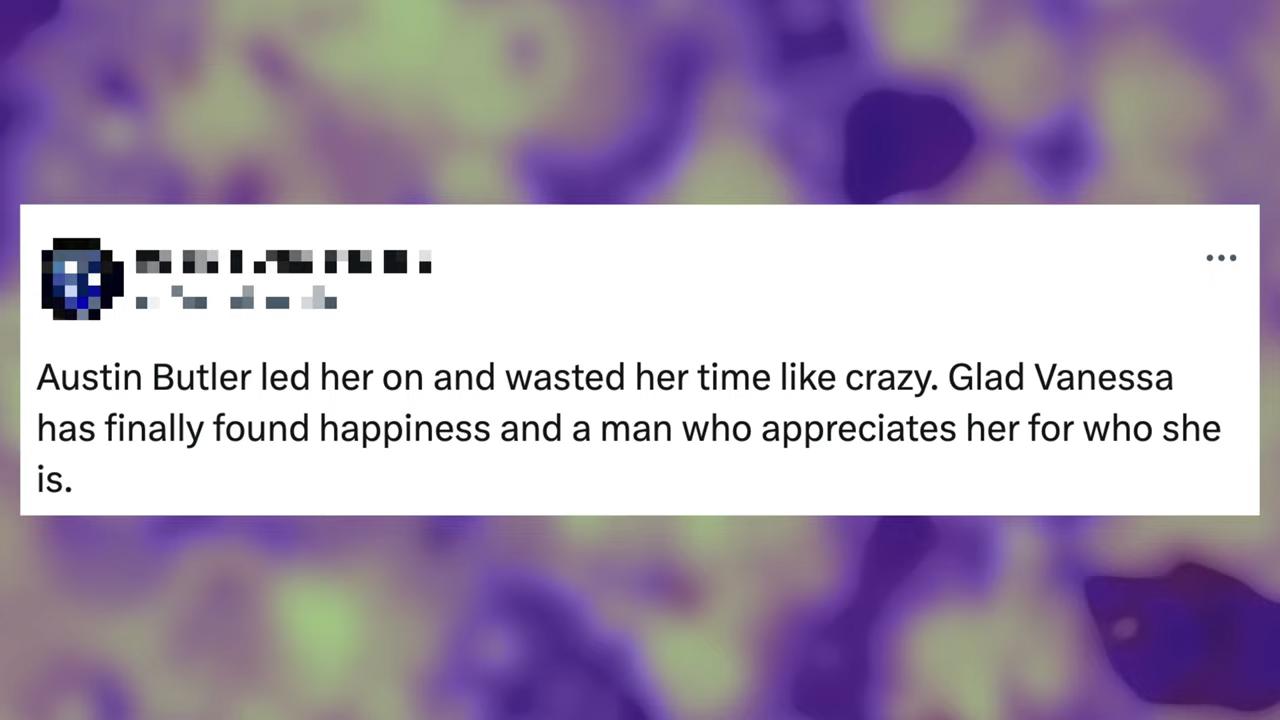 Austin Butler led her on and wasted her time like crazy. Glad Vanessa
has finally found happiness and a man who appreciates her for who she
is.